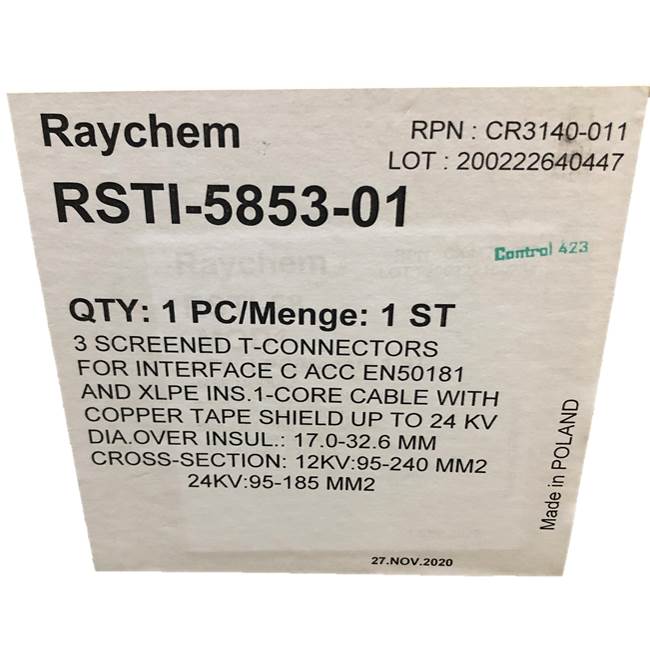 Raychem
RPN : CR3140-011
LOT : 200222640447
RSTI-5853-01
Control 423
Raychem
QTY: 1 PC/Menge: 1 ST
3 SCREENED T-CONNECTORS
FOR INTERFACE C ACC EN50181
AND XLPE INS.1-CORE CABLE WITH
COPPER TAPE SHIELD UP TO 24 KV
DIA.OVER INSUL.: 17.0-32.6 MM
CROSS-SECTION: 12KV:95-240 MM2
24KV:95-185 MM2
Made in POLAND
27.NOV.2020